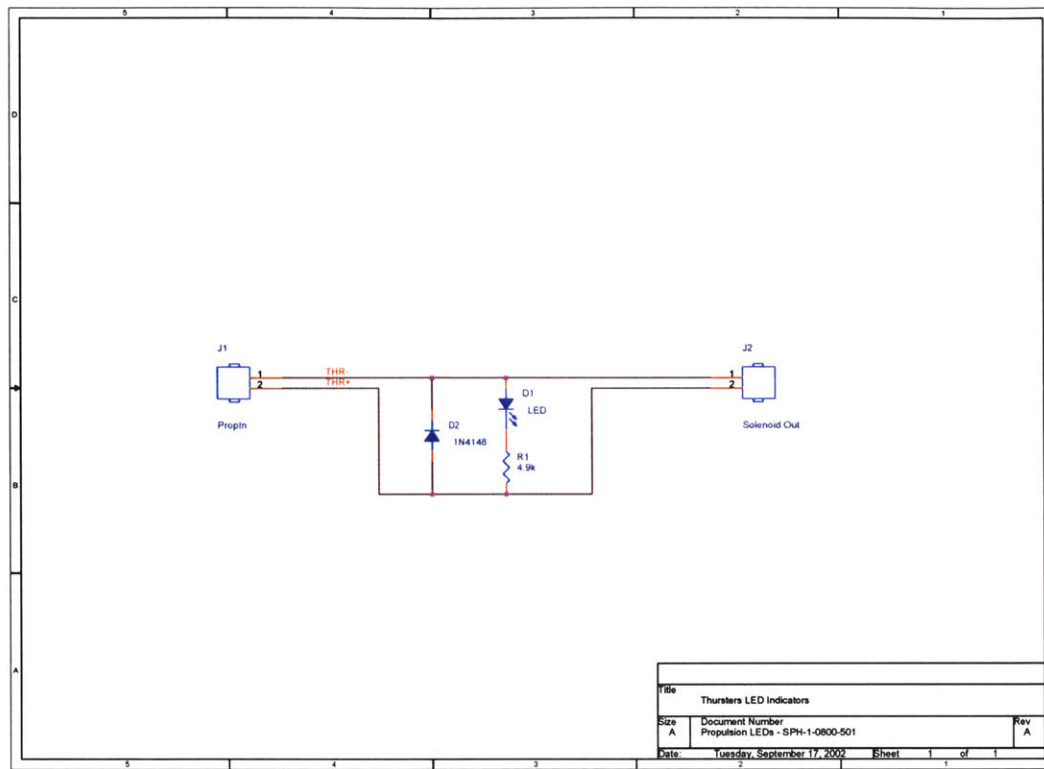 5 4 3 2 1
D
C
B
A
J1
1 THR-
2 THR+
PropIn
D2
1N4148
D1
LED
R1
4.9k
J2
1
2
Solenoid Out
Title
Thursters LED Indicators
Size Document Number Rev
A Propulsion LEDs - SPH-1-0800-501 A
Date: Tuesday, September 17, 2002 Sheet 1 of 1
5 4 3 2 1